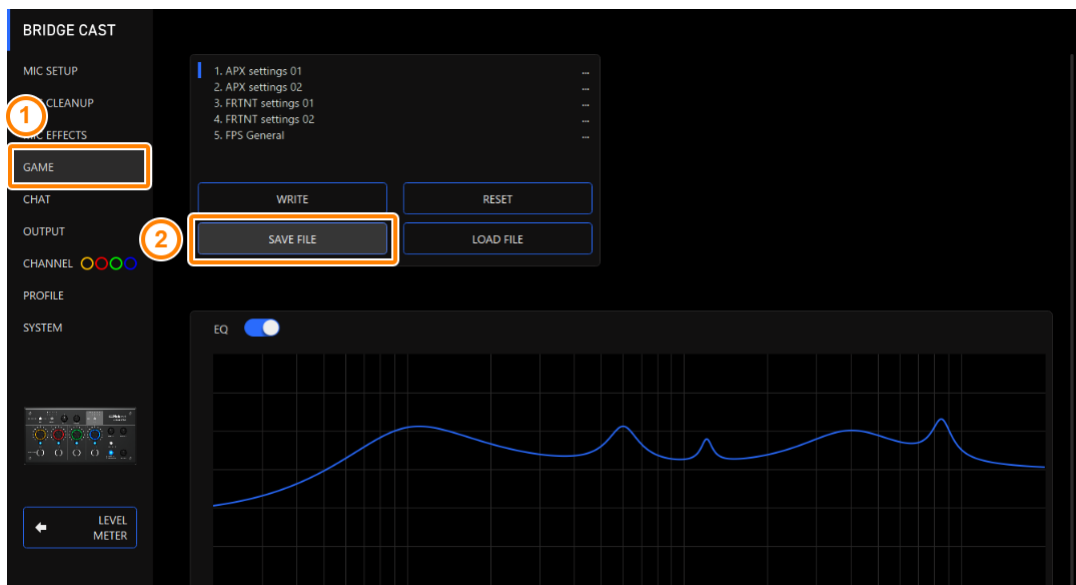 BRIDGE CAST
MIC SETUP
CLEANUP
MIC EFFECTS
GAME
CHAT
OUTPUT
CHANNEL
PROFILE
SYSTEM
LEVEL
METER
1
2
1. APX settings 01 ...
2. APX settings 02 ...
3. FRTNT settings 01 ...
4. FRTNT settings 02 ...
5. FPS General ...
WRITE
RESET
SAVE FILE
LOAD FILE
EQ